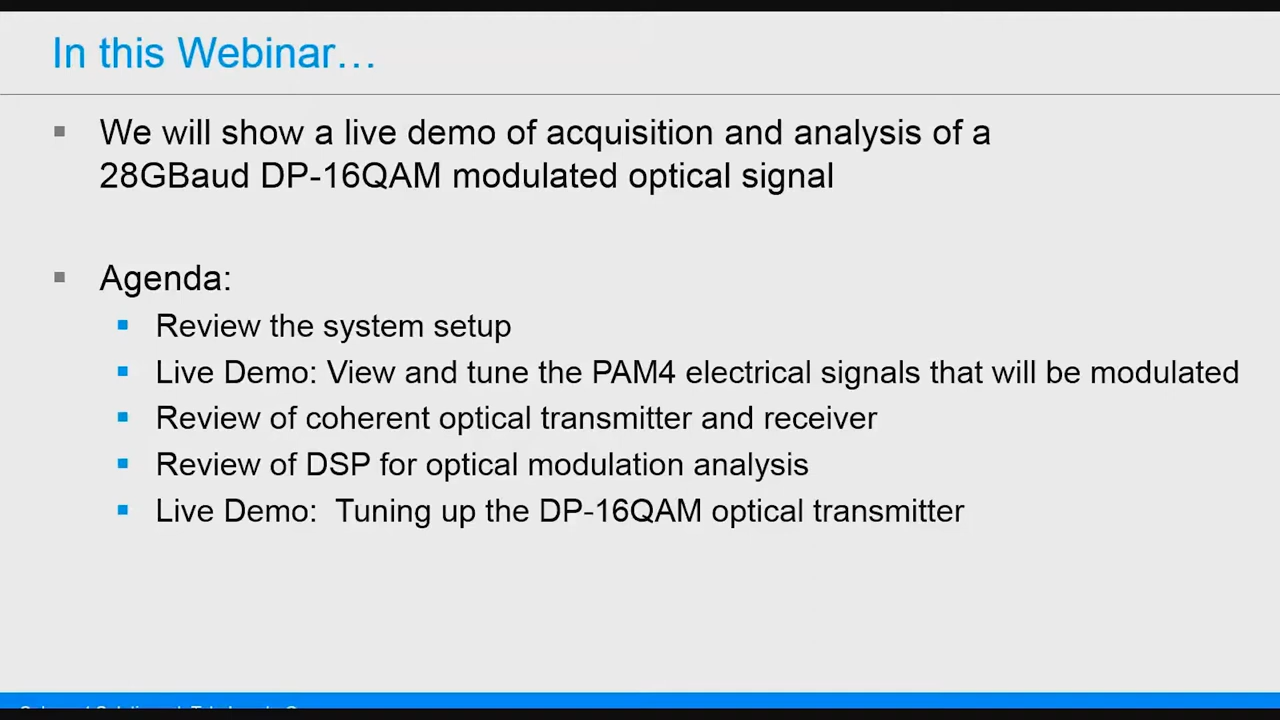 In this Webinar…
We will show a live demo of acquisition and analysis of a
28GBaud DP-16QAM modulated optical signal
Agenda:
Review the system setup
Live Demo: View and tune the PAM4 electrical signals that will be modulated
Review of coherent optical transmitter and receiver
Review of DSP for optical modulation analysis
Live Demo:  Tuning up the DP-16QAM optical transmitter